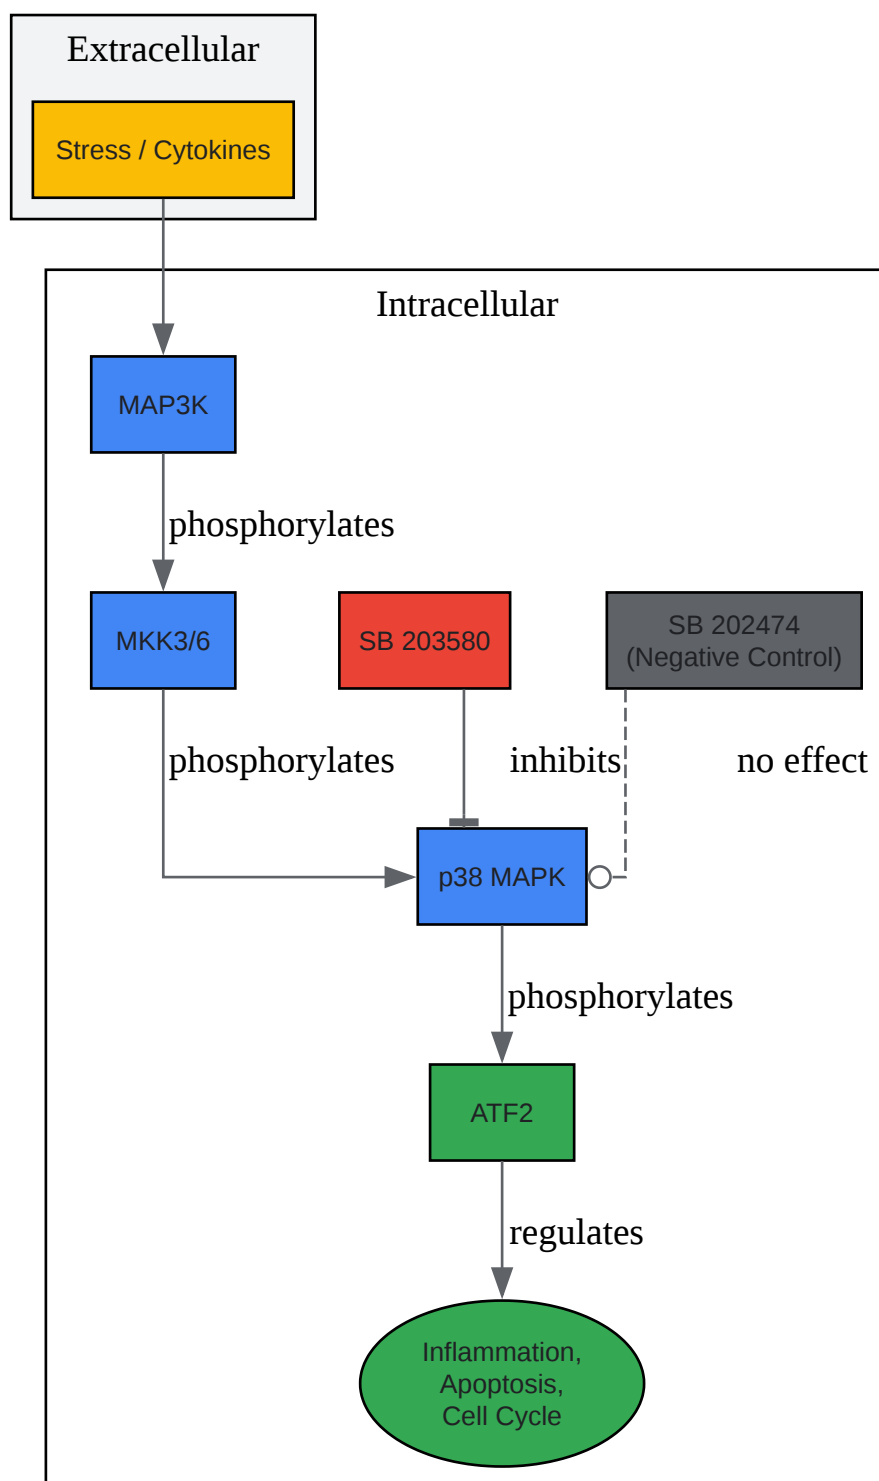 Extracellular
Stress / Cytokines
Intracellular
MAP3K
phosphorylates
MKK3/6
SB 203580
SB 202474
(Negative Control)
phosphorylates
inhibits
no effect
p38 MAPK
phosphorylates
ATF2
regulates
Inflammation,
Apoptosis,
Cell Cycle